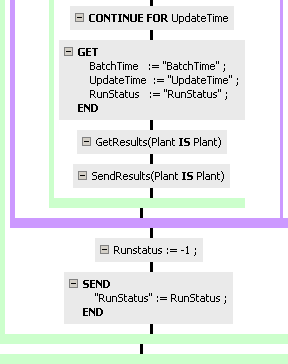 CONTINUE FOR UpdateTime
GET
BatchTime := "BatchTime" ;
UpdateTime := "UpdateTime" ;
RunStatus := "RunStatus" ;
END
GetResults(Plant IS Plant)
SendResults(Plant IS Plant)
Runstatus := -1 ;
SEND
"RunStatus" := RunStatus ;
END